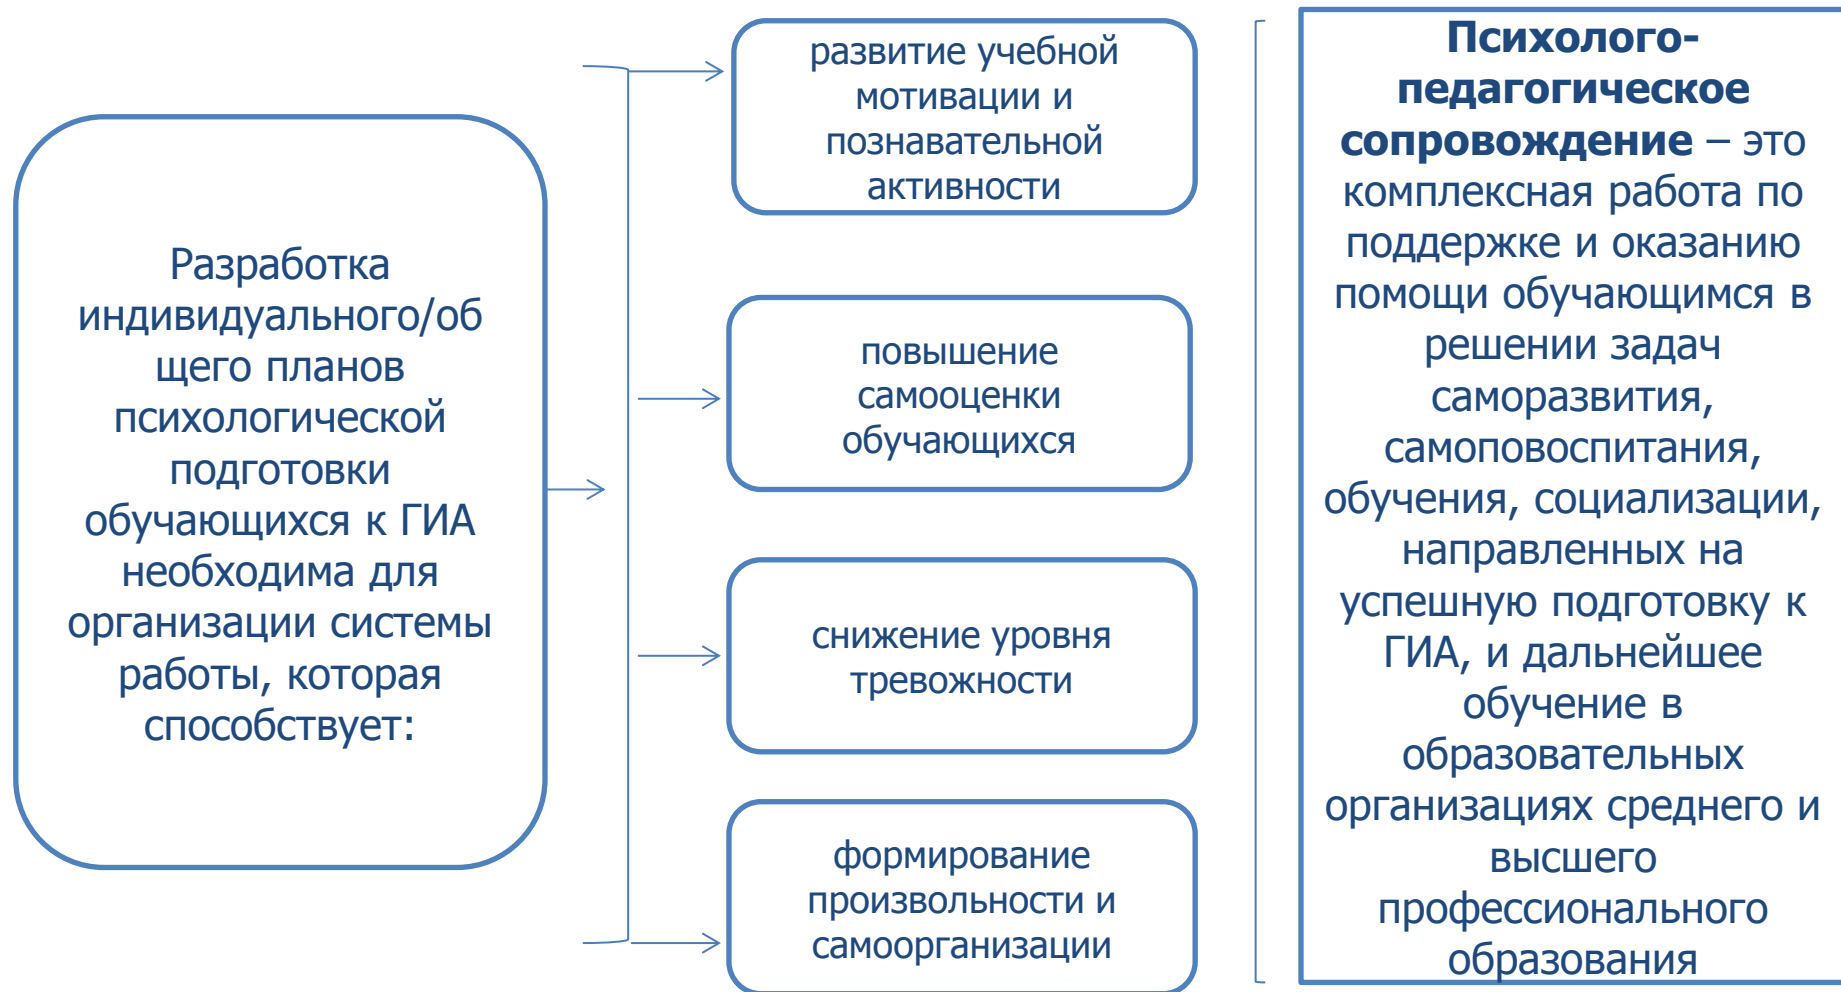 Разработка
индивидуального/об
щего планов
психологической
подготовки
обучающихся к ГИА
необходима для
организации системы
работы, которая
способствует:
развитие учебной
мотивации и
познавательной
активности
повышение
самооценки
обучающихся
снижение уровня
тревожности
формирование
произвольности и
самоорганизации
Психолого-
педагогическое
сопровождение – это
комплексная работа по
поддержке и оказанию
помощи обучающимся в
решении задач
саморазвития,
самоповоспитания,
обучения, социализации,
направленных на
успешную подготовку к
ГИА, и дальнейшее
обучение в
образовательных
организациях среднего и
высшего
профессионального
образования